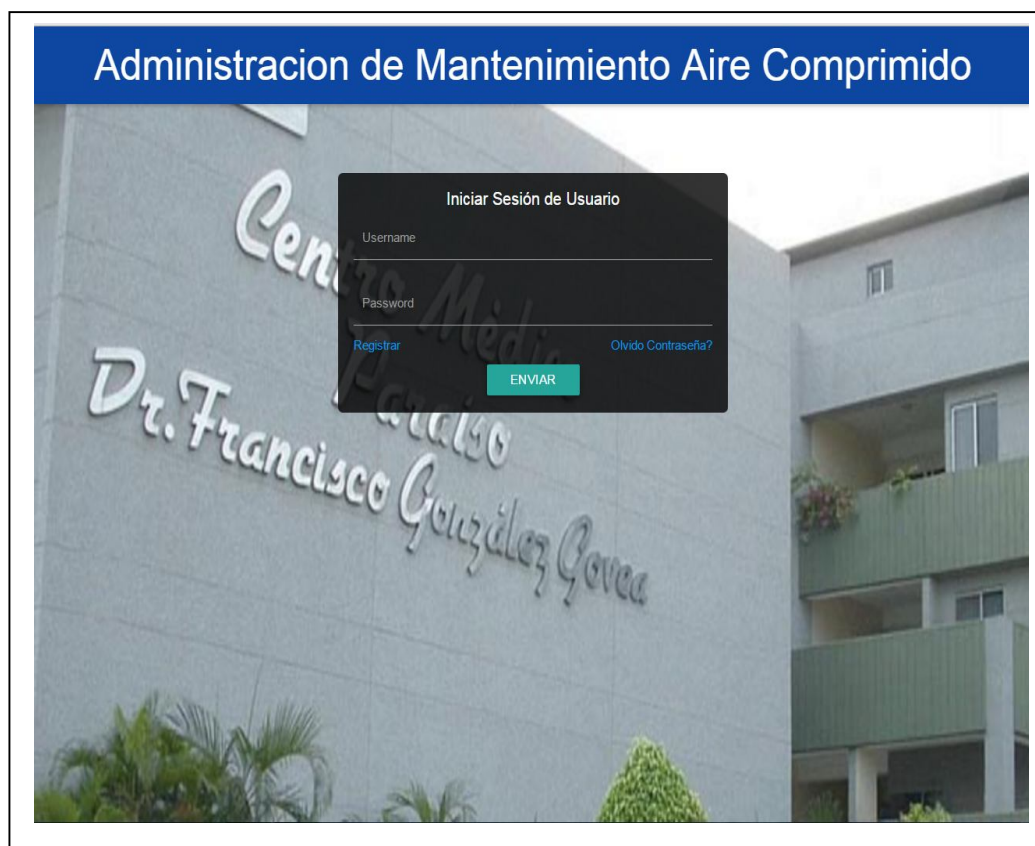 Administracion de Mantenimiento Aire Comprimido
Iniciar Sesión de Usuario
Username
Password
Registrar
Olvido Contraseña?
ENVIAR
Centro Médico
Paraiso
Dr. Francisco González Govea